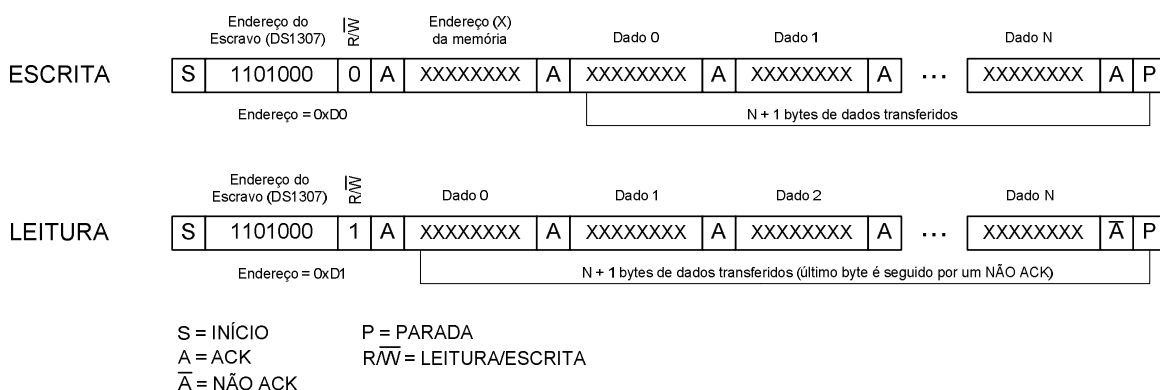 Endereço do
Escravo (DS1307)
R/W̅
Endereço (X)
da memória
Dado 0
Dado 1
Dado N
ESCRITA
S 1101000 0 A XXXXXXXX A XXXXXXXX A XXXXXXXX A ... XXXXXXXX A P
Endereço = 0xD0
N + 1 bytes de dados transferidos
Endereço do
Escravo (DS1307)
R/W̅
Dado 0
Dado 1
Dado 2
Dado N
LEITURA
S 1101000 1 A XXXXXXXX A XXXXXXXX A XXXXXXXX A ... XXXXXXXX A̅ P
Endereço = 0xD1
N + 1 bytes de dados transferidos (último byte é seguido por um NÃO ACK)
S = INÍCIO
P = PARADA
A = ACK
R/W̅ = LEITURA/ESCRITA
A̅ = NÃO ACK